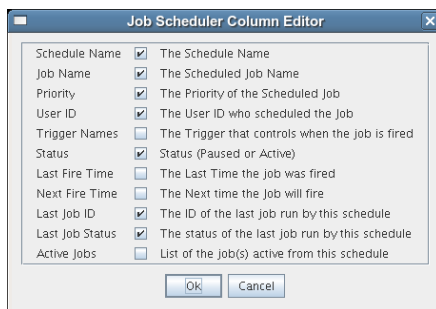 Job Scheduler Column Editor
Schedule Name The Schedule Name
Job Name The Scheduled Job Name
Priority The Priority of the Scheduled Job
User ID The User ID who scheduled the Job
Trigger Names The Trigger that controls when the job is fired
Status Status (Paused or Active)
Last Fire Time The Last Time the job was fired
Next Fire Time The Next time the Job will fire
Last Job ID The ID of the last job run by this schedule
Last Job Status The status of the last job run by this schedule
Active Jobs List of the job(s) active from this schedule
Ok Cancel